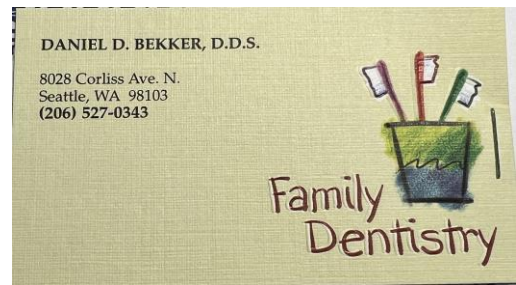 DANIEL D. BEKKER, D.D.S.
8028 Corliss Ave. N.
Seattle, WA 98103
(206) 527-0343
Family
Dentistry